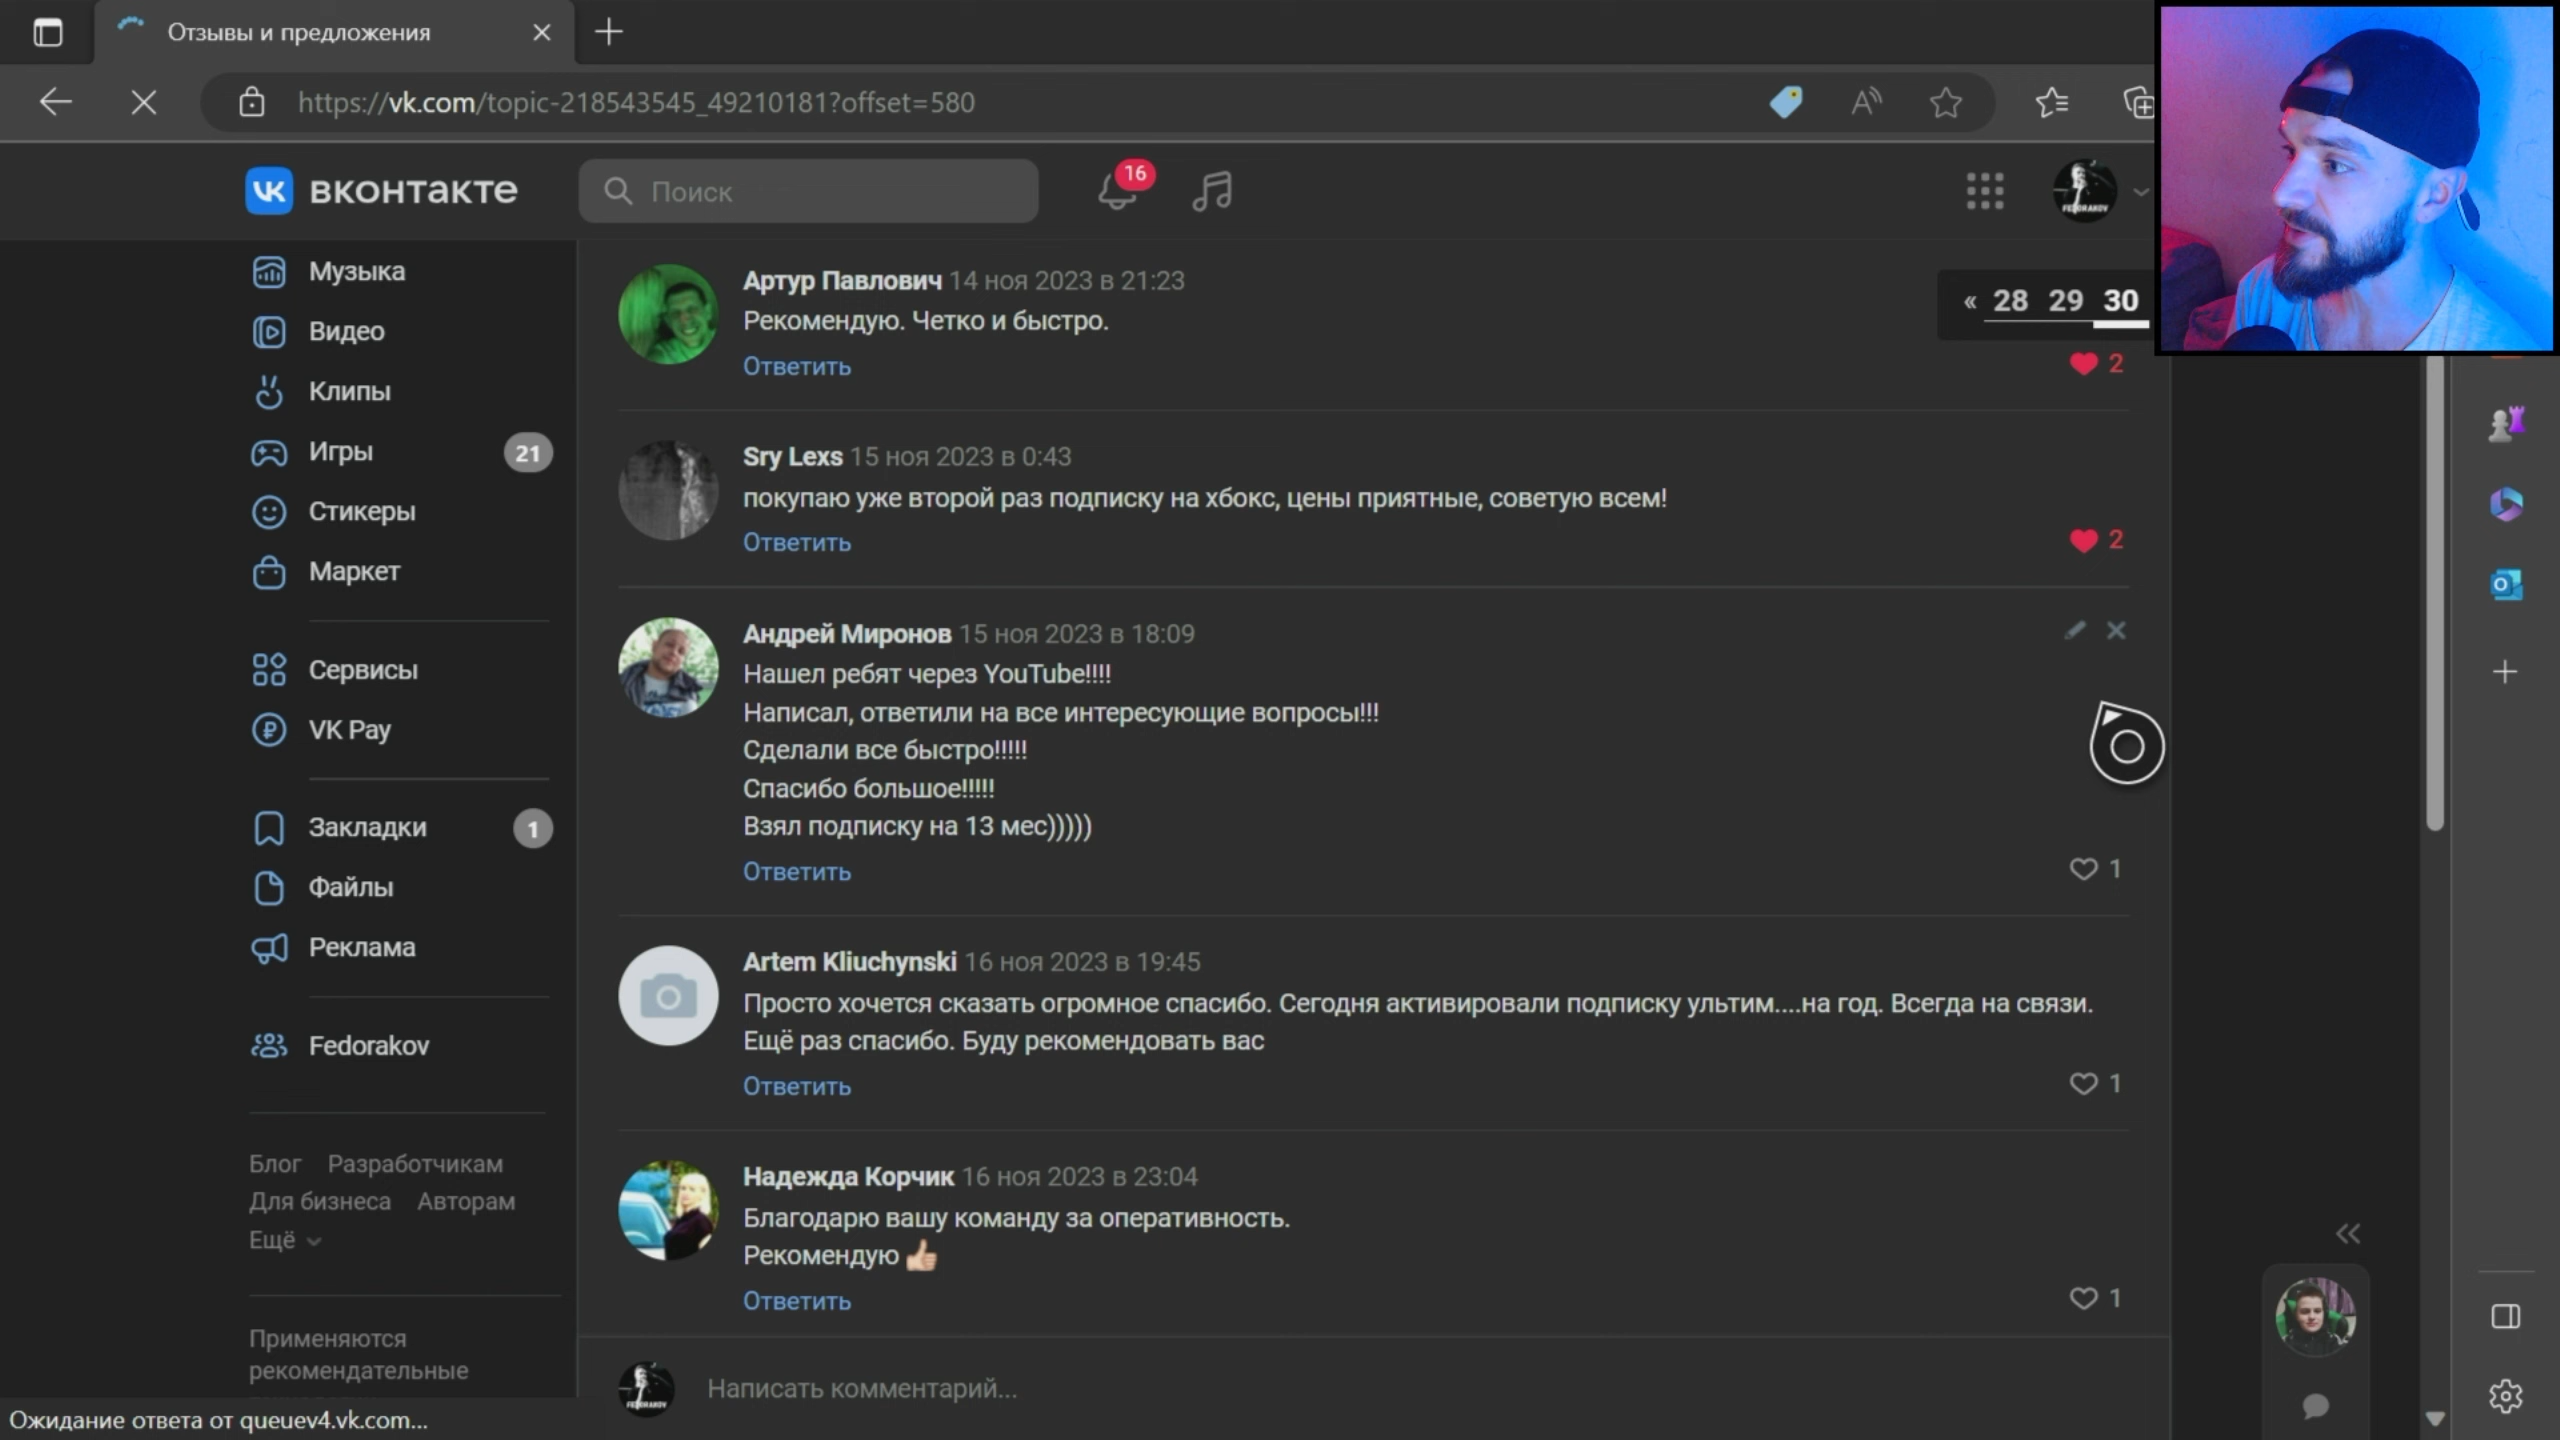 Отзывы и предложения
https://vk.com/topic-218543545_49210181?offset=580
вконтакте
Поиск
16
FEDORAKOV
Музыка
Видео
Клипы
Игры 21
Стикеры
Маркет
Сервисы
VK Pay
Закладки 1
Файлы
Реклама
Fedorakov
Блог Разработчикам
Для бизнеса Авторам
Ещё
Применяются
рекомендательные
Ожидание ответа от queuev4.vk.com...
« 28 29 30
Артур Павлович 14 ноя 2023 в 21:23
Рекомендую. Четко и быстро.
Ответить
2
Sry Lexs 15 ноя 2023 в 0:43
покупаю уже второй раз подписку на хбокс, цены приятные, советую всем!
Ответить
2
Андрей Миронов 15 ноя 2023 в 18:09
Нашел ребят через YouTube!!!!
Написал, ответили на все интересующие вопросы!!!
Сделали все быстро!!!!!
Спасибо большое!!!!!
Взял подписку на 13 мес)))))
Ответить
1
Artem Kliuchynski 16 ноя 2023 в 19:45
Просто хочется сказать огромное спасибо. Сегодня активировали подписку ультим....на год. Всегда на связи.
Ещё раз спасибо. Буду рекомендовать вас
Ответить
1
Надежда Корчик 16 ноя 2023 в 23:04
Благодарю вашу команду за оперативность.
Рекомендую 👍🏼
Ответить
1
FEDORAKOV
Написать комментарий...